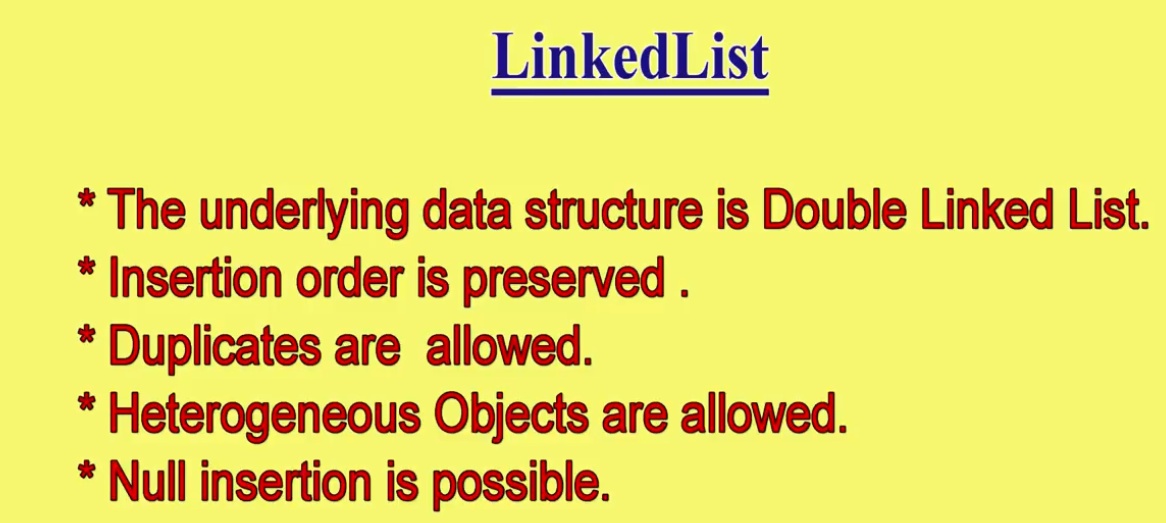 LinkedList
* The underlying data structure is Double Linked List.
* Insertion order is preserved .
* Duplicates are  allowed.
* Heterogeneous Objects are allowed.
* Null insertion is possible.